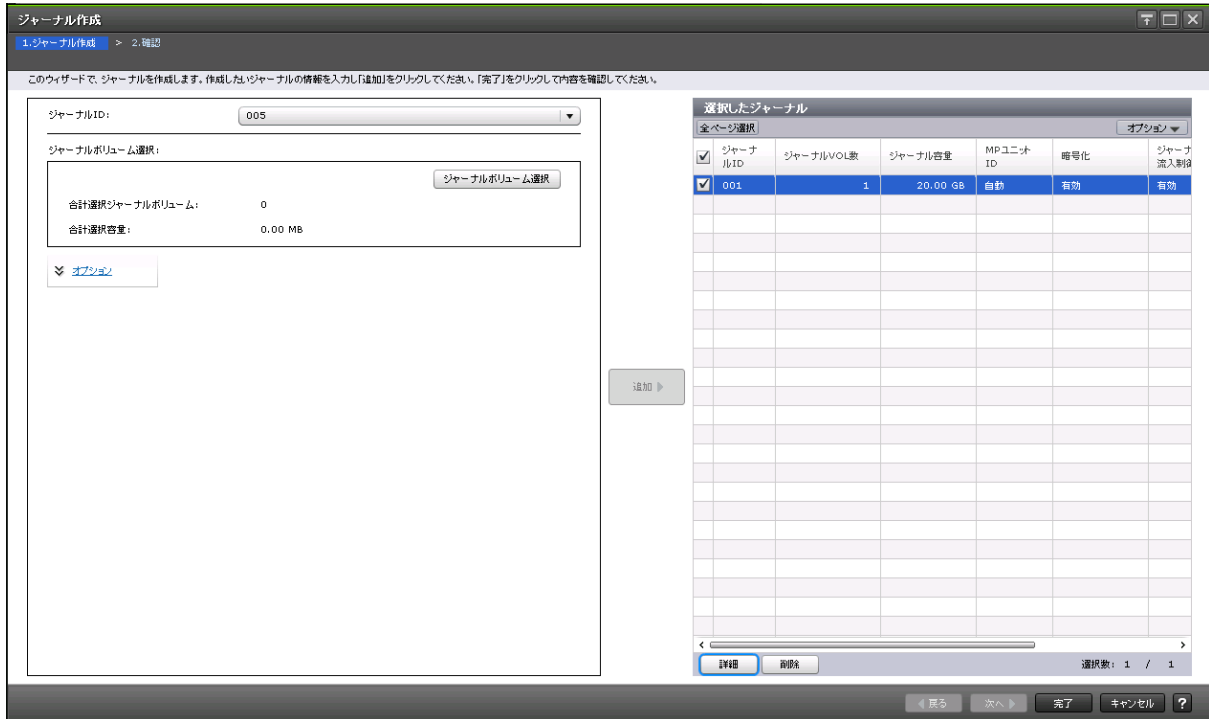 ジャーナル作成
1.ジャーナル作成 > 2.確認
このウィザードで、ジャーナルを作成します。作成したいジャーナルの情報を入力し「追加」をクリックしてください。「完了」をクリックして内容を確認してください。
ジャーナルID: 005
ジャーナルボリューム選択:
ジャーナルボリューム選択
合計選択ジャーナルボリューム: 0
合計選択容量: 0.00 MB
オプション
追加
選択したジャーナル
全ページ選択 オプション
ジャーナルID ジャーナルVOL数 ジャーナル容量 MPユニットID 暗号化 ジャーナ流入制御
001 1 20.00 GB 自動 有効 有効
詳細 削除 選択数: 1 / 1
戻る 次へ 完了 キャンセル ?